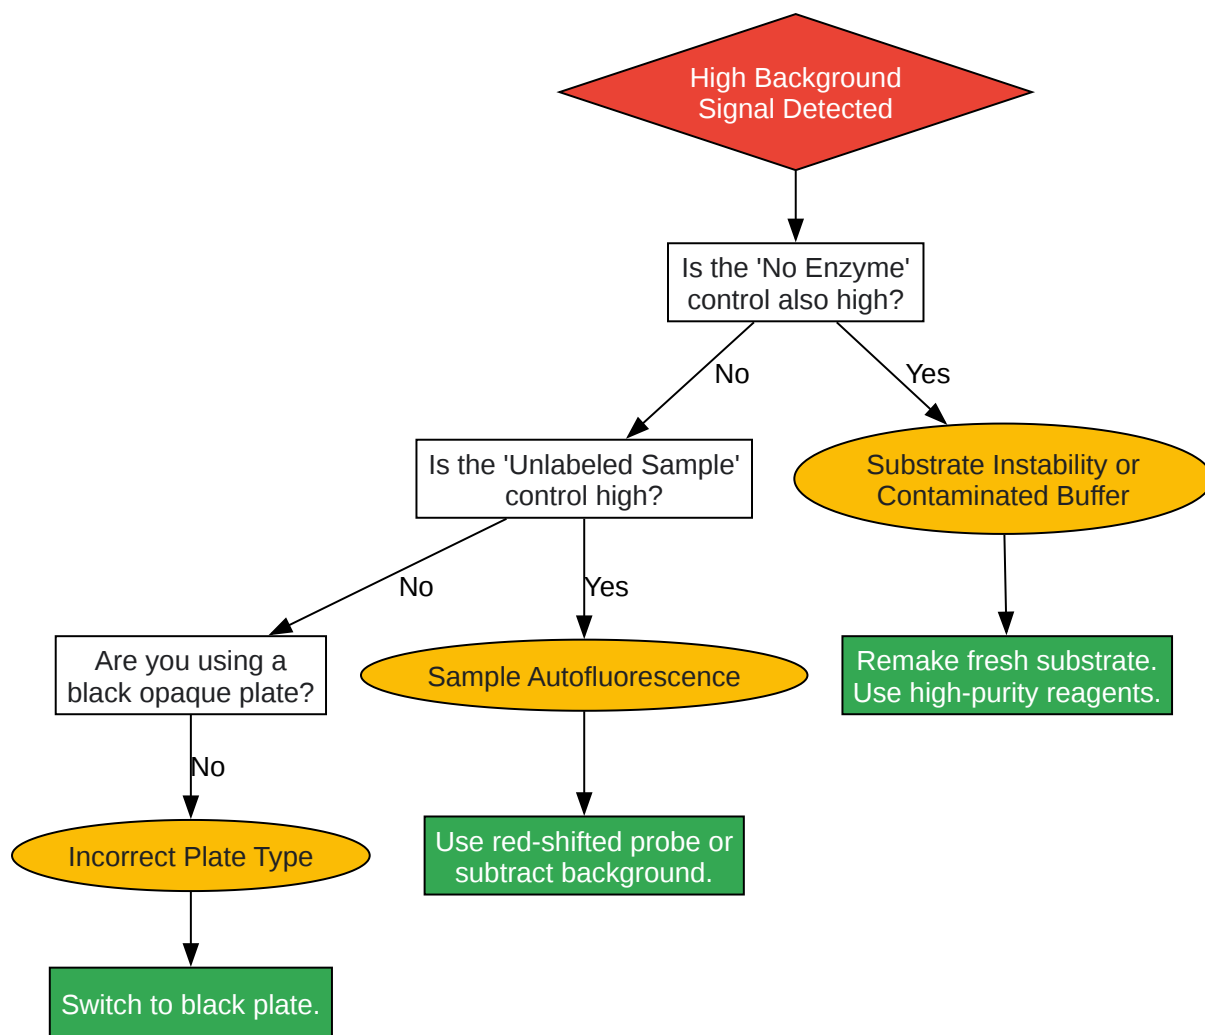 High Background
Signal Detected
Is the 'No Enzyme'
control also high?
No
Yes
Is the 'Unlabeled Sample'
control high?
Substrate Instability or
Contaminated Buffer
No
Yes
Are you using a
black opaque plate?
Sample Autofluorescence
Remake fresh substrate.
Use high-purity reagents.
No
Incorrect Plate Type
Use red-shifted probe or
subtract background.
Switch to black plate.